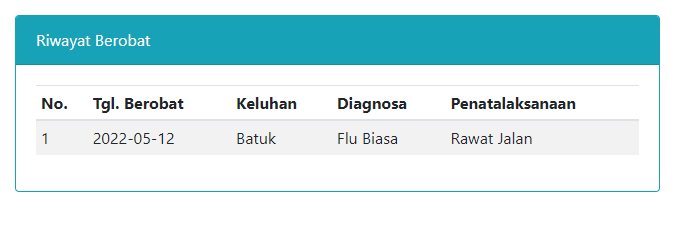 Riwayat Berobat
No. Tgl. Berobat Keluhan Diagnosa Penatalaksanaan
1 2022-05-12 Batuk Flu Biasa Rawat Jalan